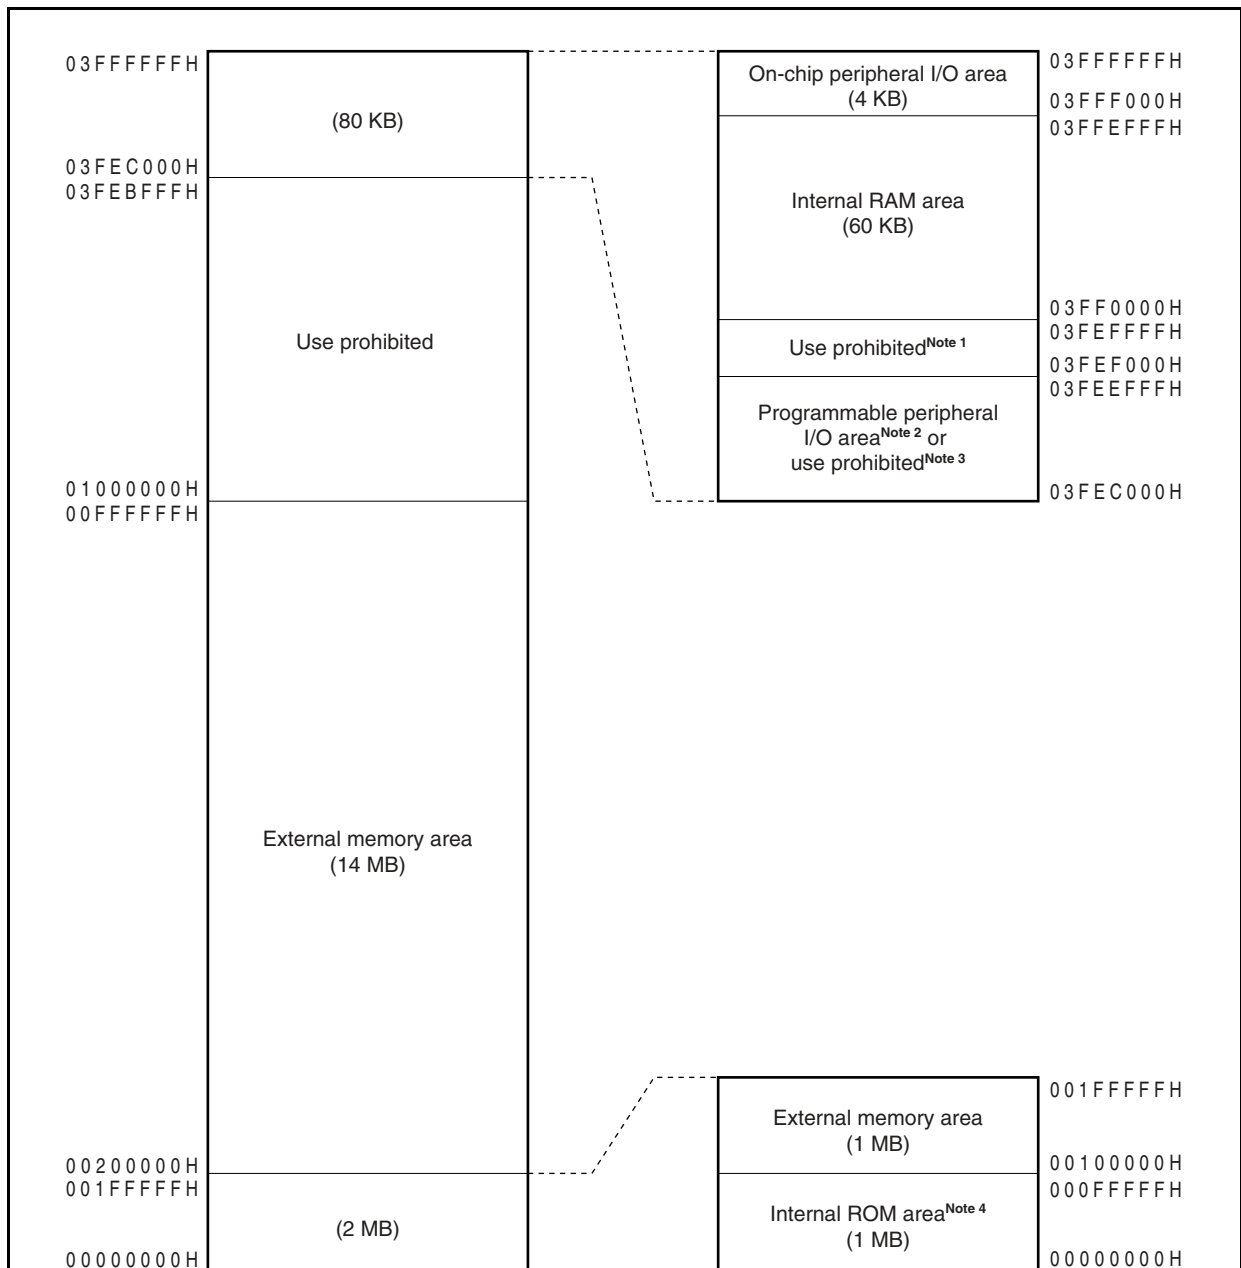 03FFFFFFH
(80 KB)
03FEC000H
03FEBFFFH
Use prohibited
01000000H
00FFFFFFH
External memory area
(14 MB)
00200000H
001FFFFFH
(2 MB)
00000000H
On-chip peripheral I/O area
(4 KB)
03FFFFFFH
03FFF000H
03FFEFFFH
Internal RAM area
(60 KB)
03FF0000H
03FEFFFFH
Use prohibitedNote 1
03FEF000H
03FEEFFFH
Programmable peripheral
I/O areaNote 2 or
use prohibitedNote 3
03FEC000H
001FFFFFH
External memory area
(1 MB)
00100000H
000FFFFFH
Internal ROM areaNote 4
(1 MB)
00000000H